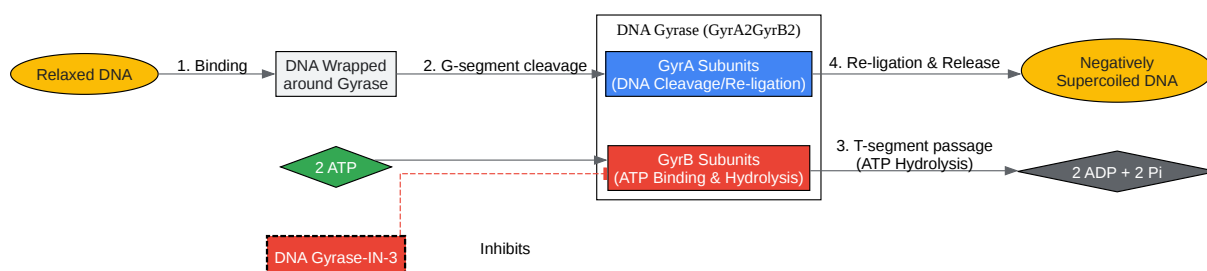 DNA Gyrase (GyrA2GyrB2)
Relaxed DNA
1. Binding
DNA Wrapped
around Gyrase
2. G-segment cleavage
GyrA Subunits
(DNA Cleavage/Re-ligation)
4. Re-ligation & Release
Negatively
Supercoiled DNA
2 ATP
GyrB Subunits
(ATP Binding & Hydrolysis)
3. T-segment passage
(ATP Hydrolysis)
2 ADP + 2 Pi
DNA Gyrase-IN-3
Inhibits